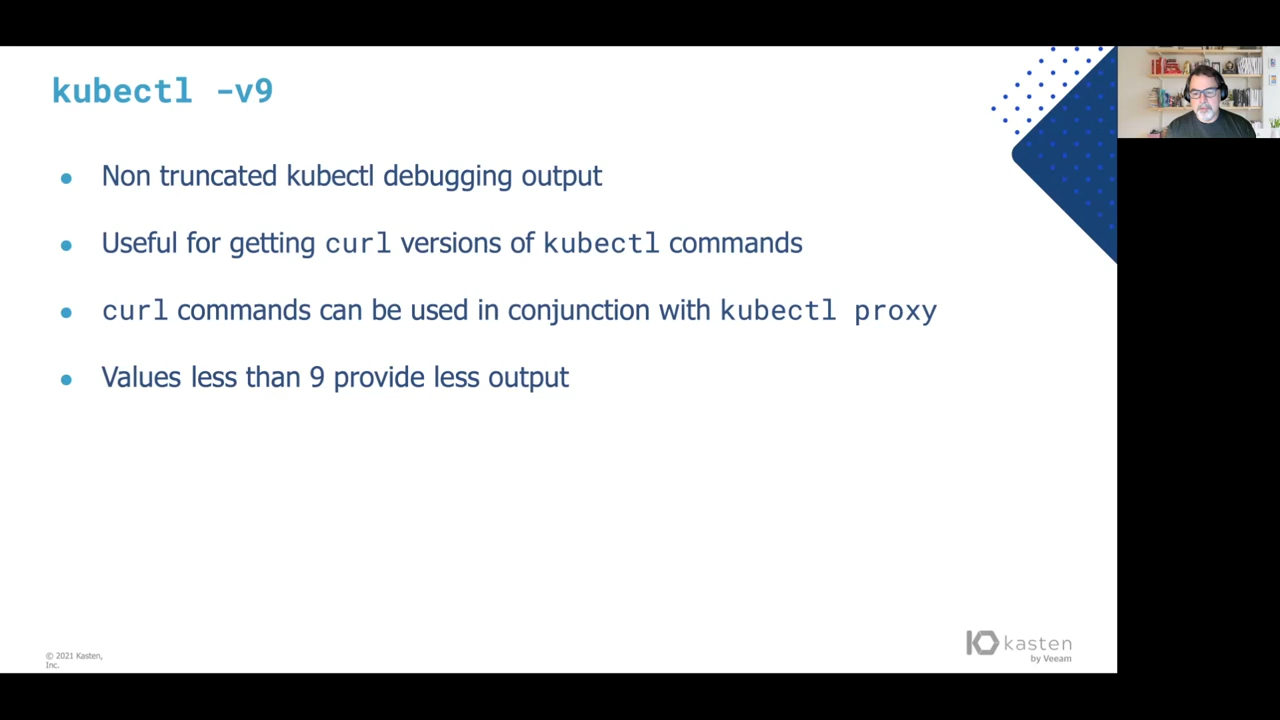 kubectl -v9
• Non truncated kubectl debugging output
• Useful for getting curl versions of kubectl commands
• curl commands can be used in conjunction with kubectl proxy
• Values less than 9 provide less output
© 2021 Kasten,
Inc.
kasten
by Veeam